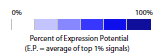 0% 100%
Percent of Expression Potential
(E.P. = average of top 1% signals)